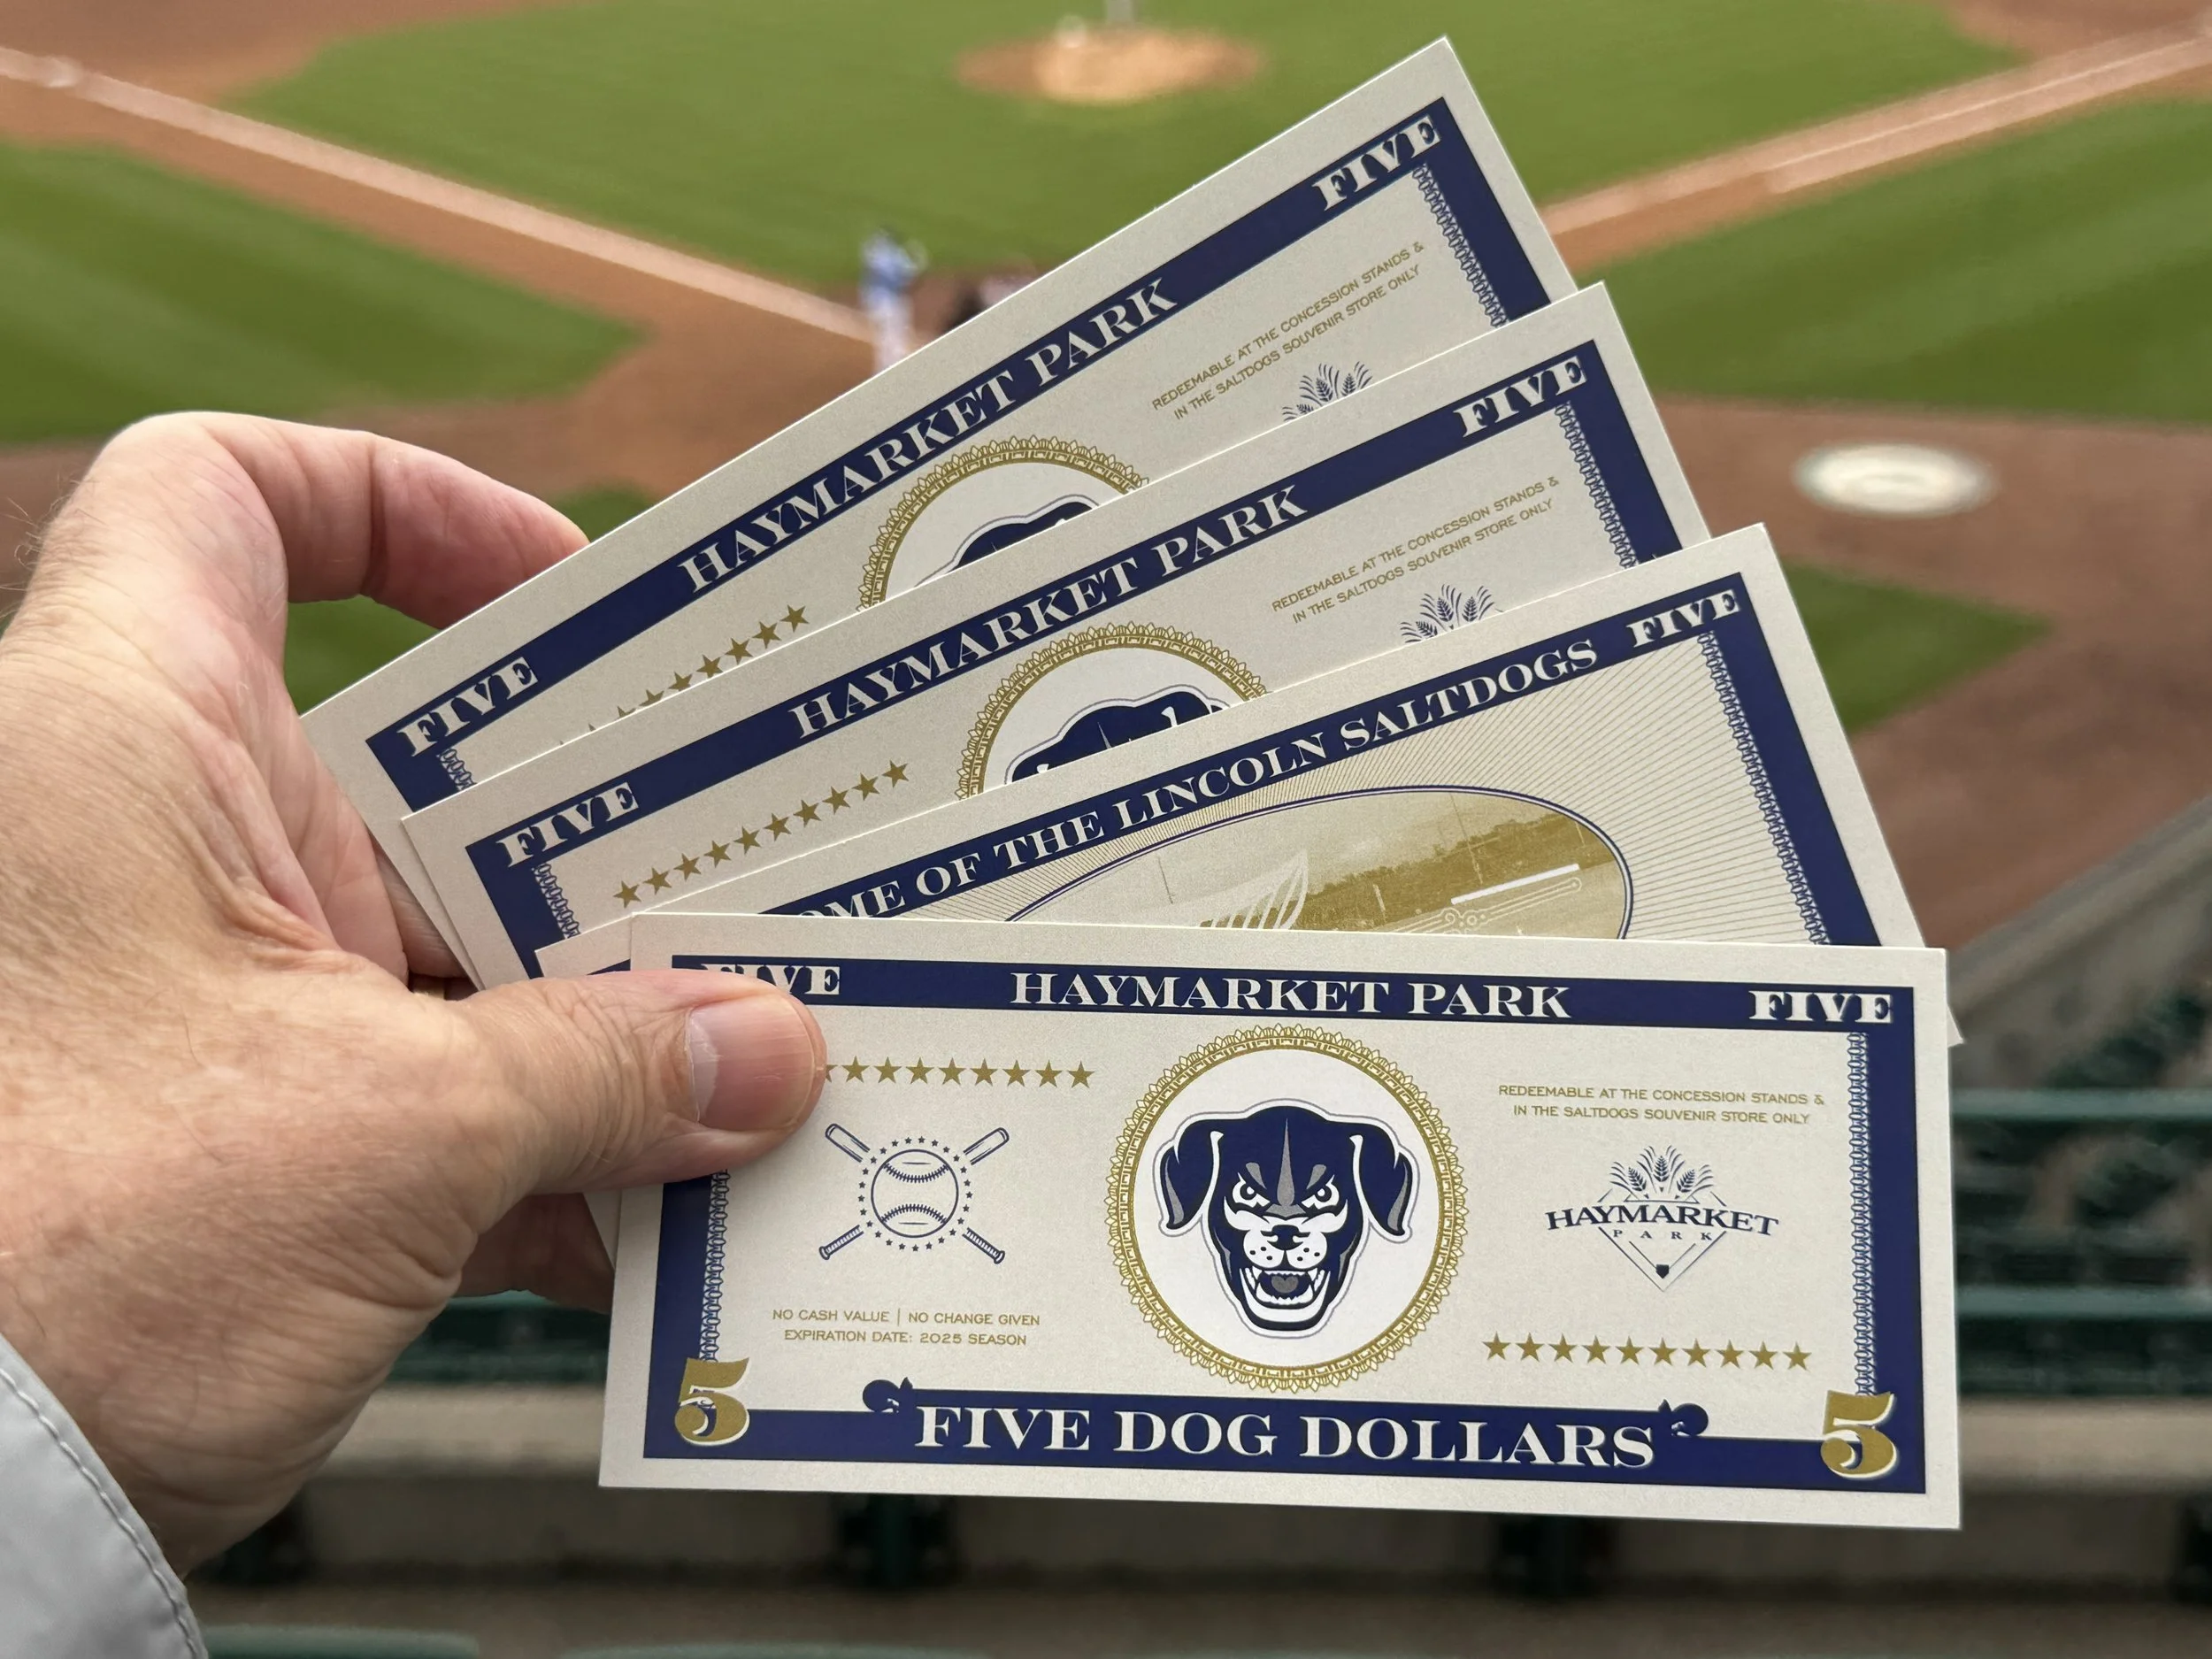 FIVE HAYMARKET PARK FIVE
REDEEMABLE AT THE CONCESSION STANDS &
IN THE SALTDOGS SOUVENIR STORE ONLY
FIVE HAYMARKET PARK FIVE
REDEEMABLE AT THE CONCESSION STANDS &
IN THE SALTDOGS SOUVENIR STORE ONLY
OME OF THE LINCOLN SALTDOGS FIVE
FIVE HAYMARKET PARK FIVE
REDEEMABLE AT THE CONCESSION STANDS &
IN THE SALTDOGS SOUVENIR STORE ONLY
HAYMARKET
PARK
NO CASH VALUE | NO CHANGE GIVEN
EXPIRATION DATE: 2025 SEASON
5 FIVE DOG DOLLARS 5